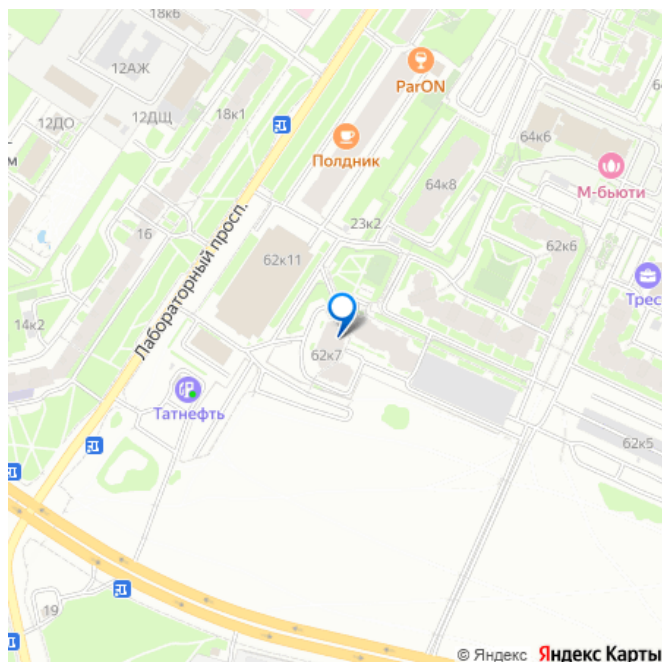 18к6
12АЖ
ParON
12ДО
12ДЩ
18к1
64к6
Полдник
м
М-бьюти
64к8
16
23к2
62к6
62к11
Трес
Лабораторный просп.
14к2
62к7
Татнефть
62к5
19
© Яндекс Яндекс Карты